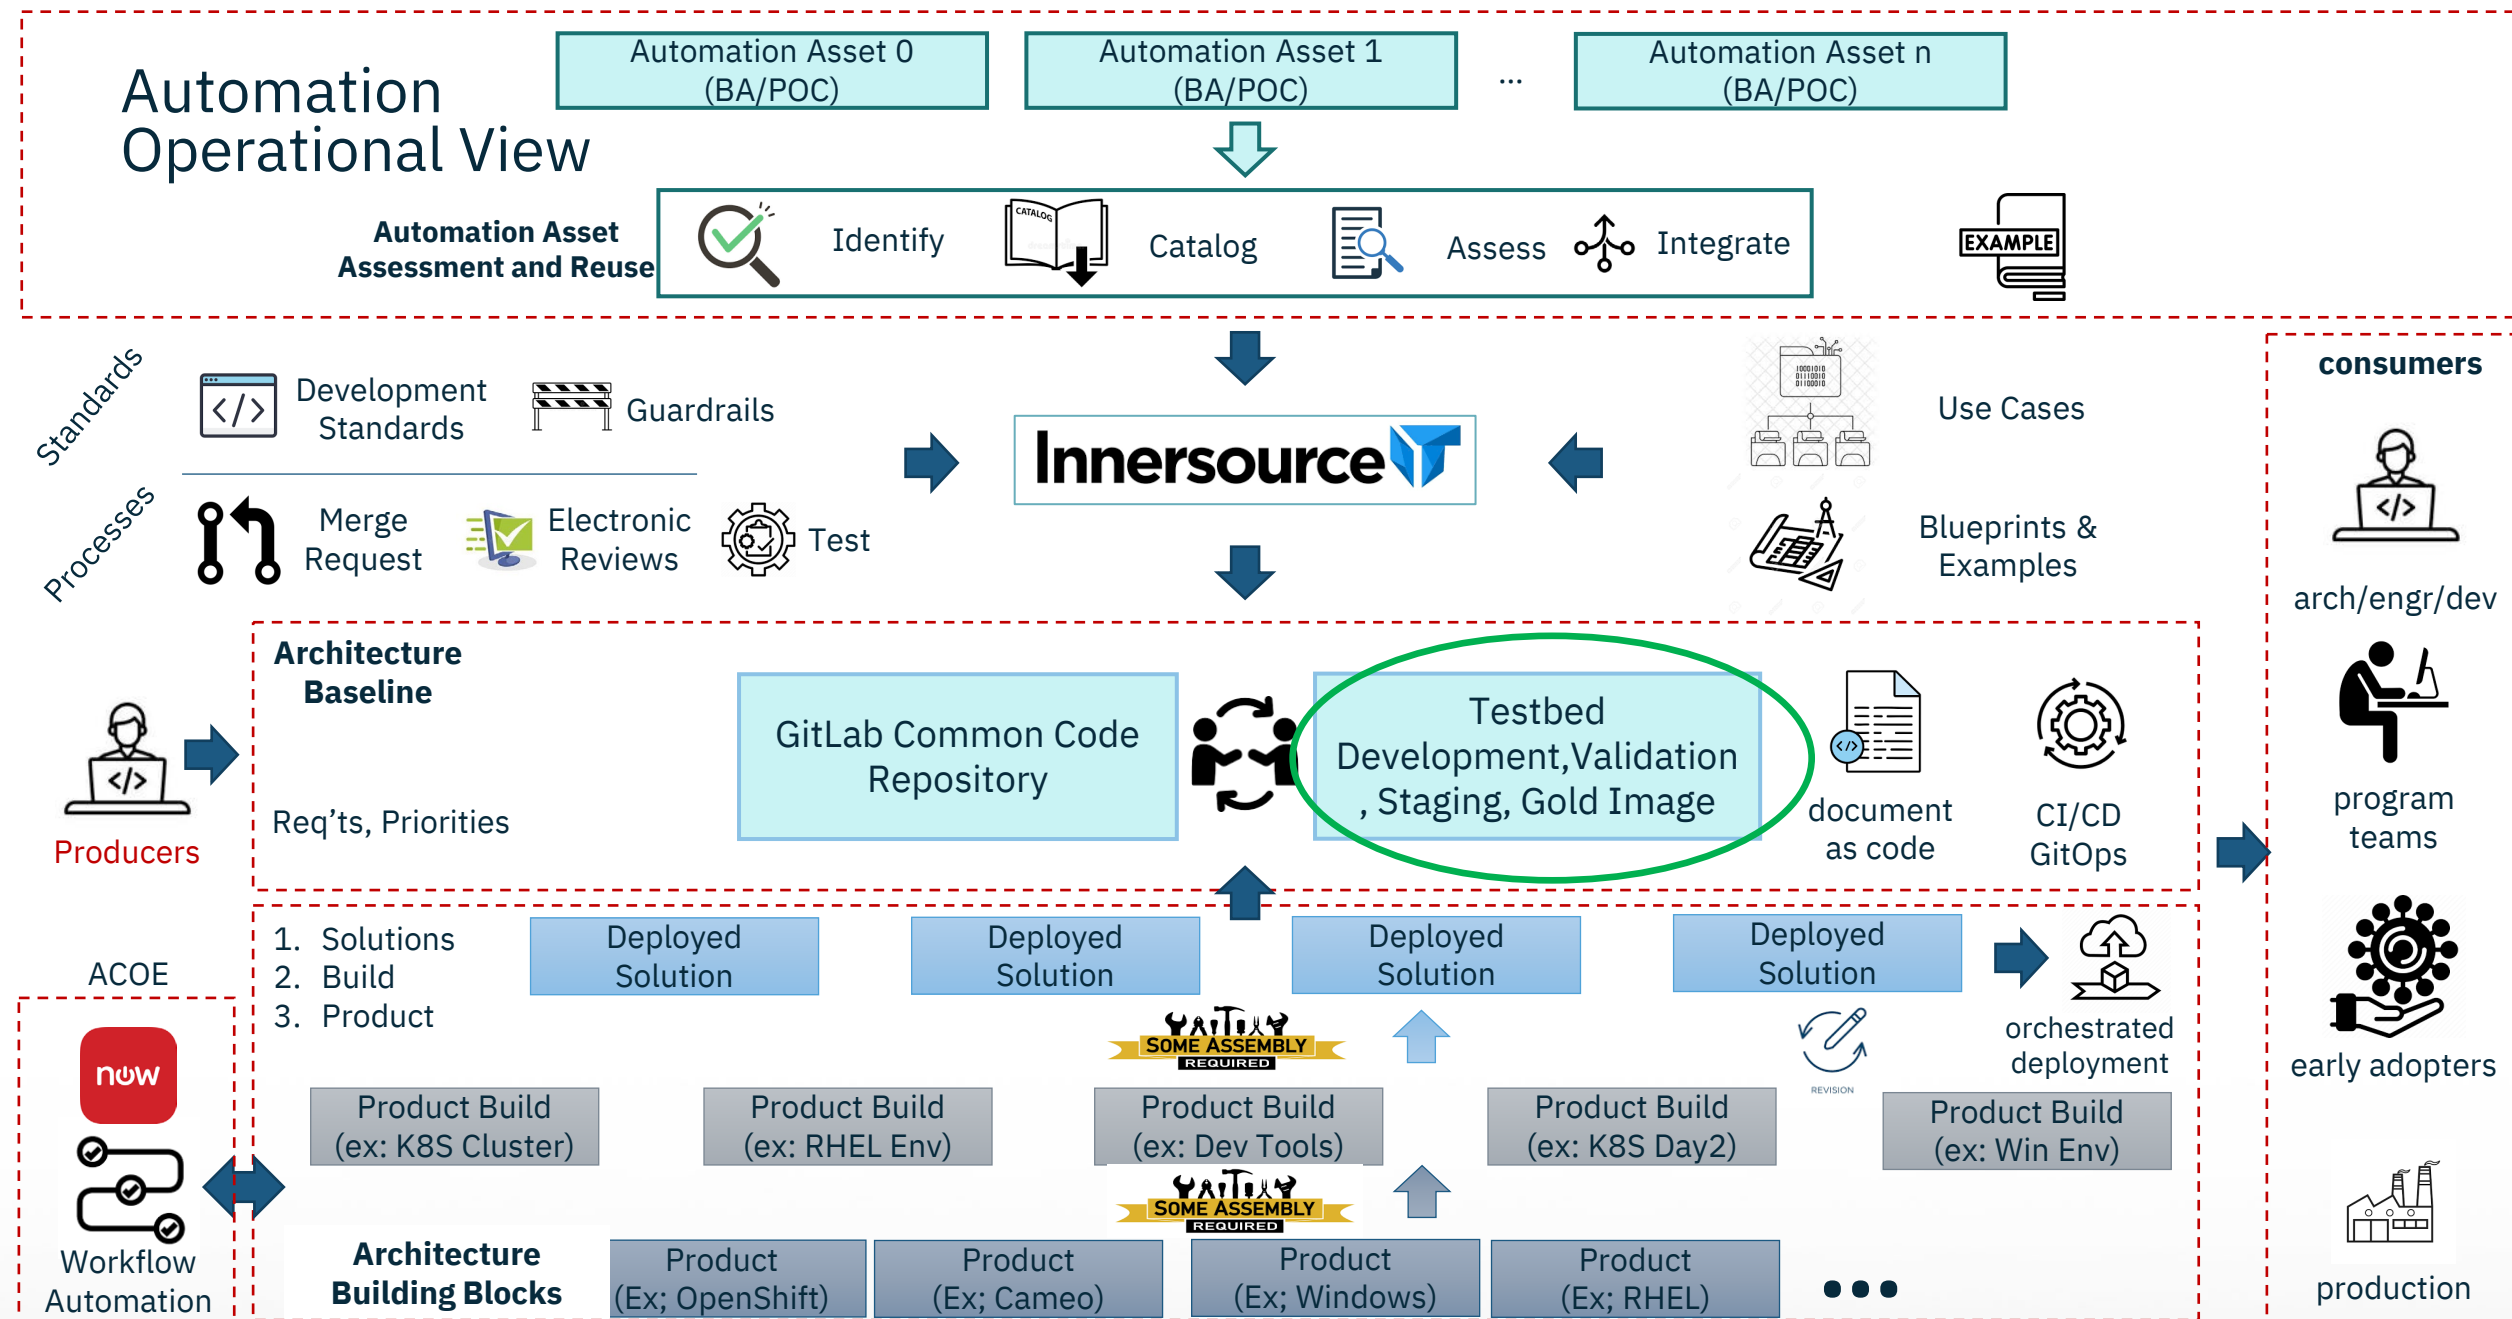 Automation
Operational View
Automation Asset 0
(BA/POC)
Automation Asset 1
(BA/POC)
...
Automation Asset n
(BA/POC)
Automation Asset
Assessment and Reuse
Identify
CATALOG
Catalog
Assess
Integrate
EXAMPLE
Standards
Development
Standards
Guardrails
Processes
Merge
Request
Electronic
Reviews
Test
Innersource
10001010
01110010
01100010
Use Cases
Blueprints &
Examples
consumers
arch/engr/dev
program
teams
early adopters
production
Producers
Architecture
Baseline
Req'ts, Priorities
GitLab Common Code
Repository
Testbed
Development,Validation
, Staging, Gold Image
document
as code
CI/CD
GitOps
ACOE
now
Workflow
Automation
1. Solutions
2. Build
3. Product
Deployed
Solution
Deployed
Solution
Deployed
Solution
Deployed
Solution
orchestrated
deployment
SOME ASSEMBLY
REQUIRED
REVISION
Product Build
(ex: K8S Cluster)
Product Build
(ex: RHEL Env)
Product Build
(ex: Dev Tools)
Product Build
(ex: K8S Day2)
Product Build
(ex: Win Env)
SOME ASSEMBLY
REQUIRED
Architecture
Building Blocks
Product
(Ex; OpenShift)
Product
(Ex; Cameo)
Product
(Ex; Windows)
Product
(Ex; RHEL)
...